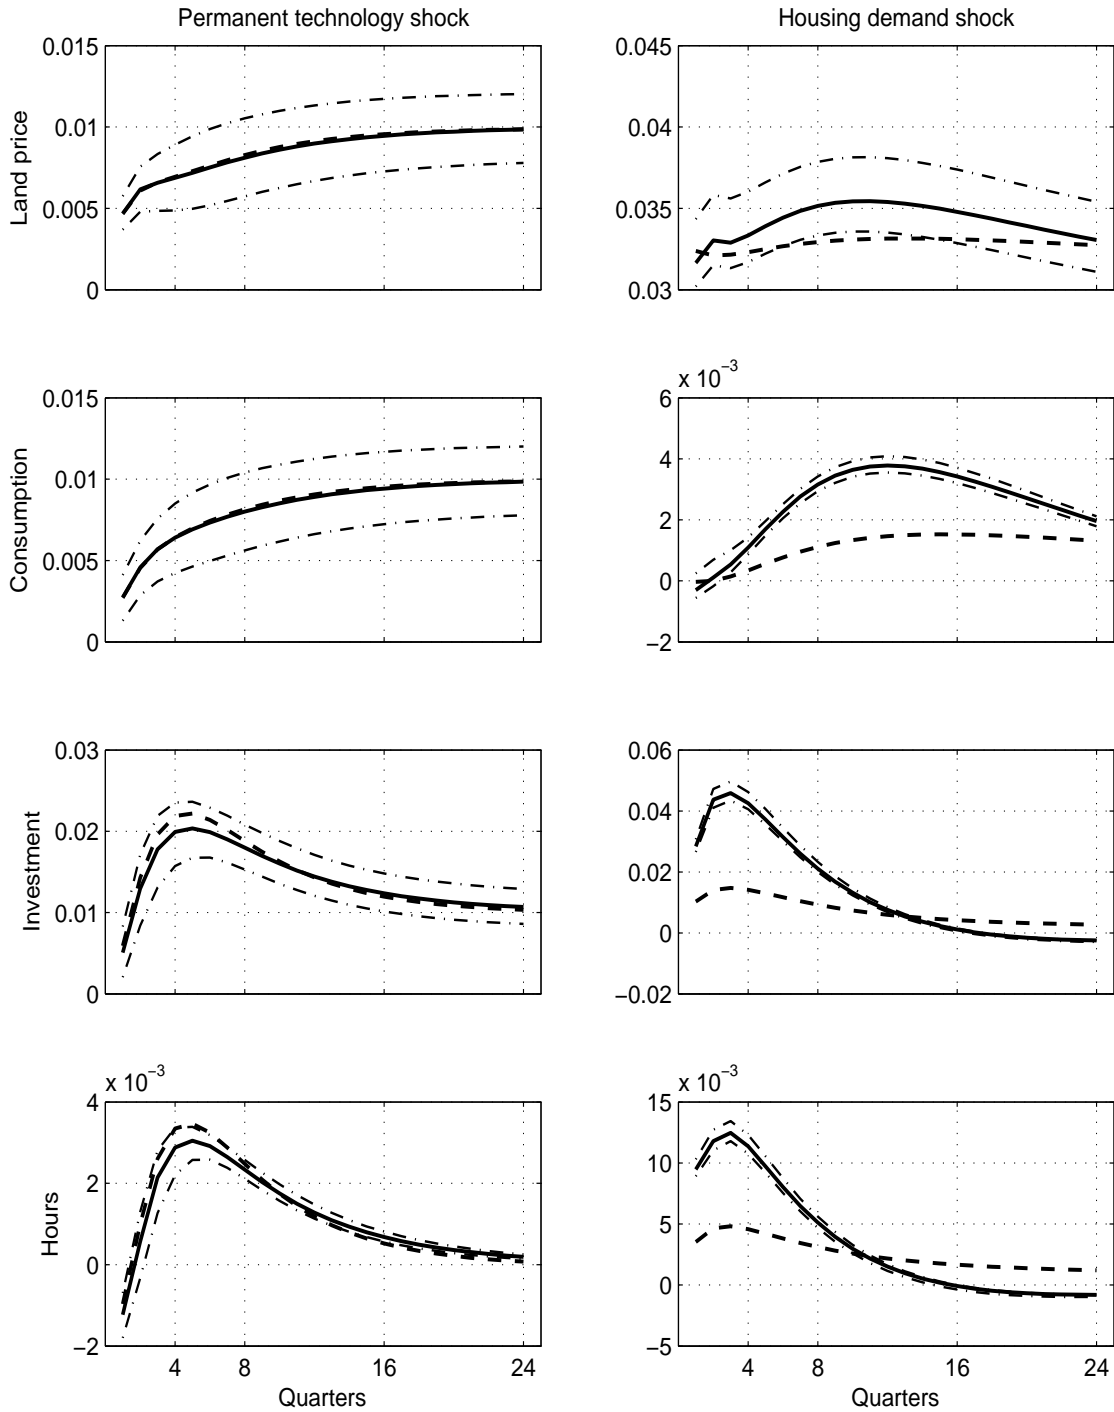 Permanent technology shock
Housing demand shock
Land price
0.015
0.01
0.005
0
0.045
0.04
0.035
0.03
Consumption
0.015
0.01
0.005
0
x 10^−3
6
4
2
0
−2
Investment
0.03
0.02
0.01
0
0.06
0.04
0.02
0
−0.02
Hours
x 10^−3
4
2
0
−2
4 8 16 24
Quarters
x 10^−3
15
10
5
0
−5
4 8 16 24
Quarters